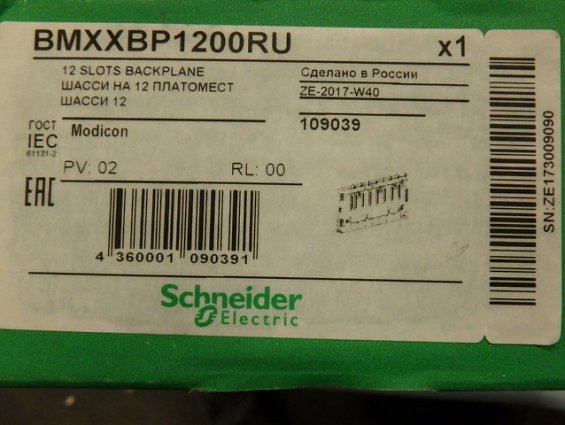 BMXXBP1200RU x1
12 SLOTS BACKPLANE
ШАССИ НА 12 ПЛАТОМЕСТ
ШАССИ 12
Сделано в России
ZE-2017-W40
109039
ГОСТ
IEC
61131-2
Modicon
PV: 02 RL: 00
EAC
4 360001 090391
Schneider
Electric
SN:ZE173009090